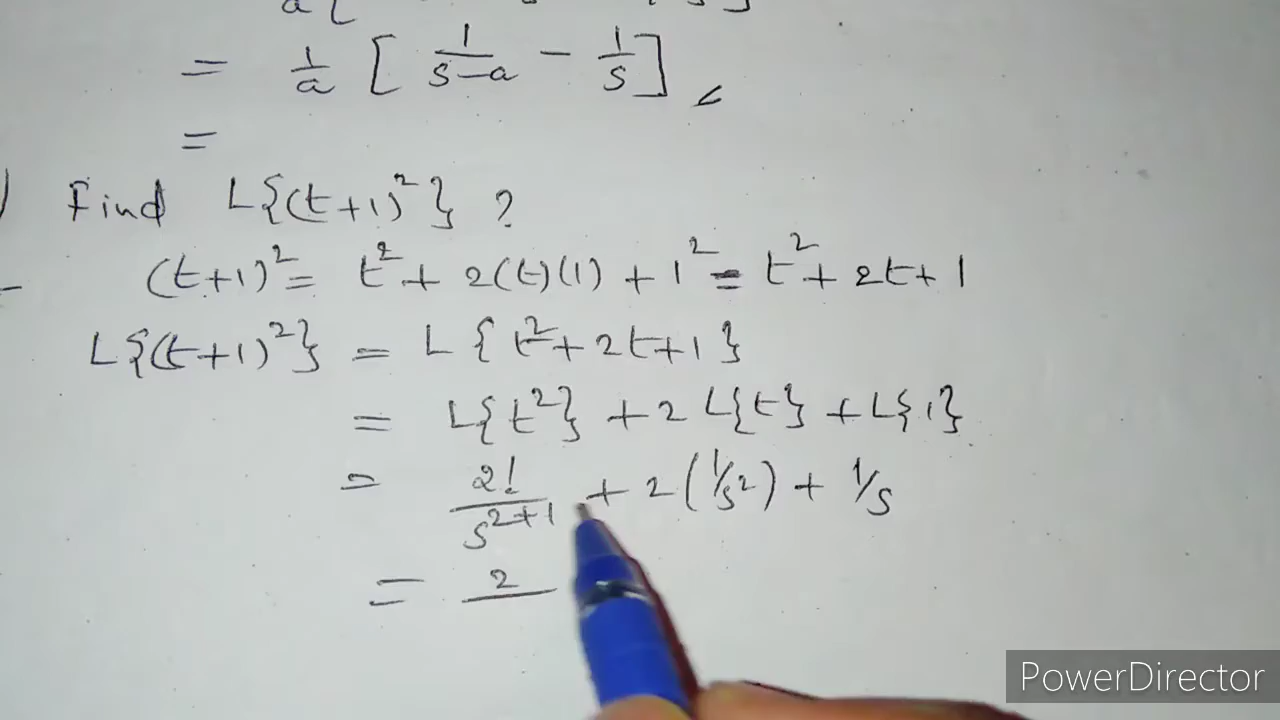 = 1/a [ 1/s-a - 1/s ]
=
) Find L{(t+1)²} ?
(t+1)² = t² + 2(t)(1) + 1² = t² + 2t + 1
L{(t+1)²} = L{t²+2t+1}
= L{t²} + 2 L{t} + L{1}
= 2!/s²⁺¹ + 2(1/s²) + 1/s
= 2
PowerDirector